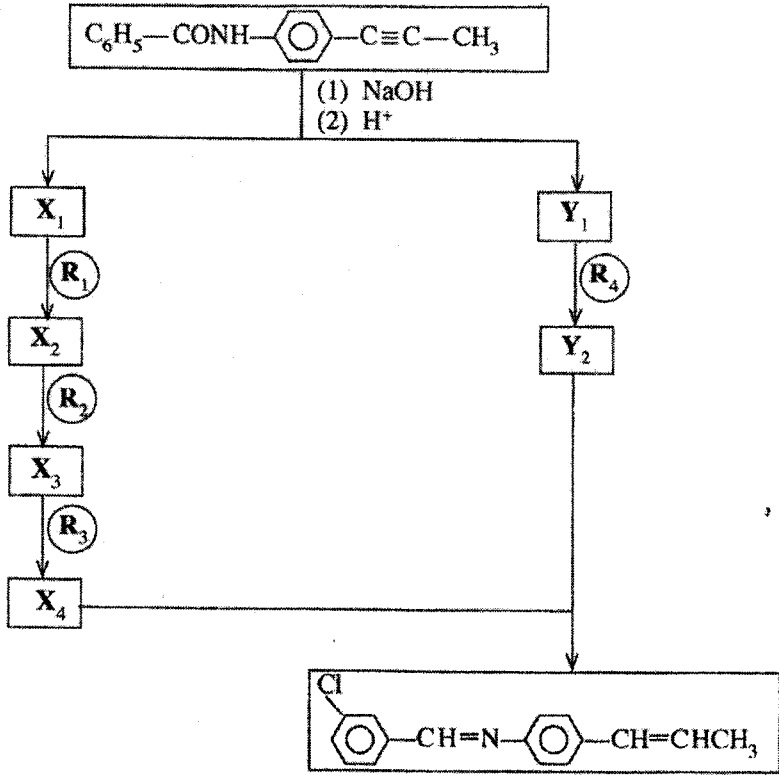 C₆H₅—CONH— —C≡C—CH₃
(1) NaOH
(2) H⁺
X₁ Y₁
R₁ R₄
X₂ Y₂
R₂
X₃
R₃
X₄
Cl
—CH=N— —CH=CHCH₃